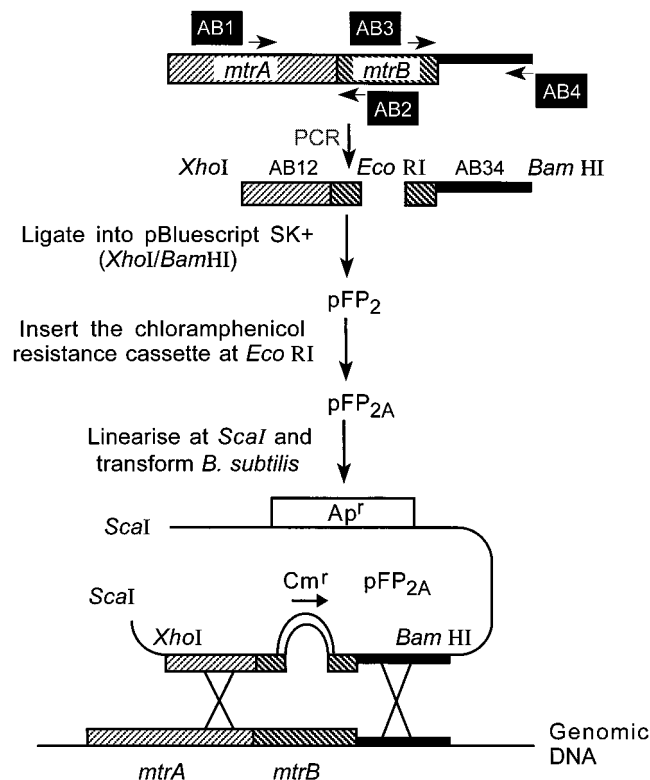 AB1 AB3
mtrA mtrB
AB2 AB4
PCR
XhoI AB12 Eco RI AB34 Bam HI
Ligate into pBluescript SK+
(XhoI/BamHI)
pFP2
Insert the chloramphenicol
resistance cassette at Eco RI
pFP2A
Linearise at ScaI and
transform B. subtilis
ScaI Apr
Cmr pFP2A
ScaI
XhoI Bam HI
Genomic
DNA
mtrA mtrB